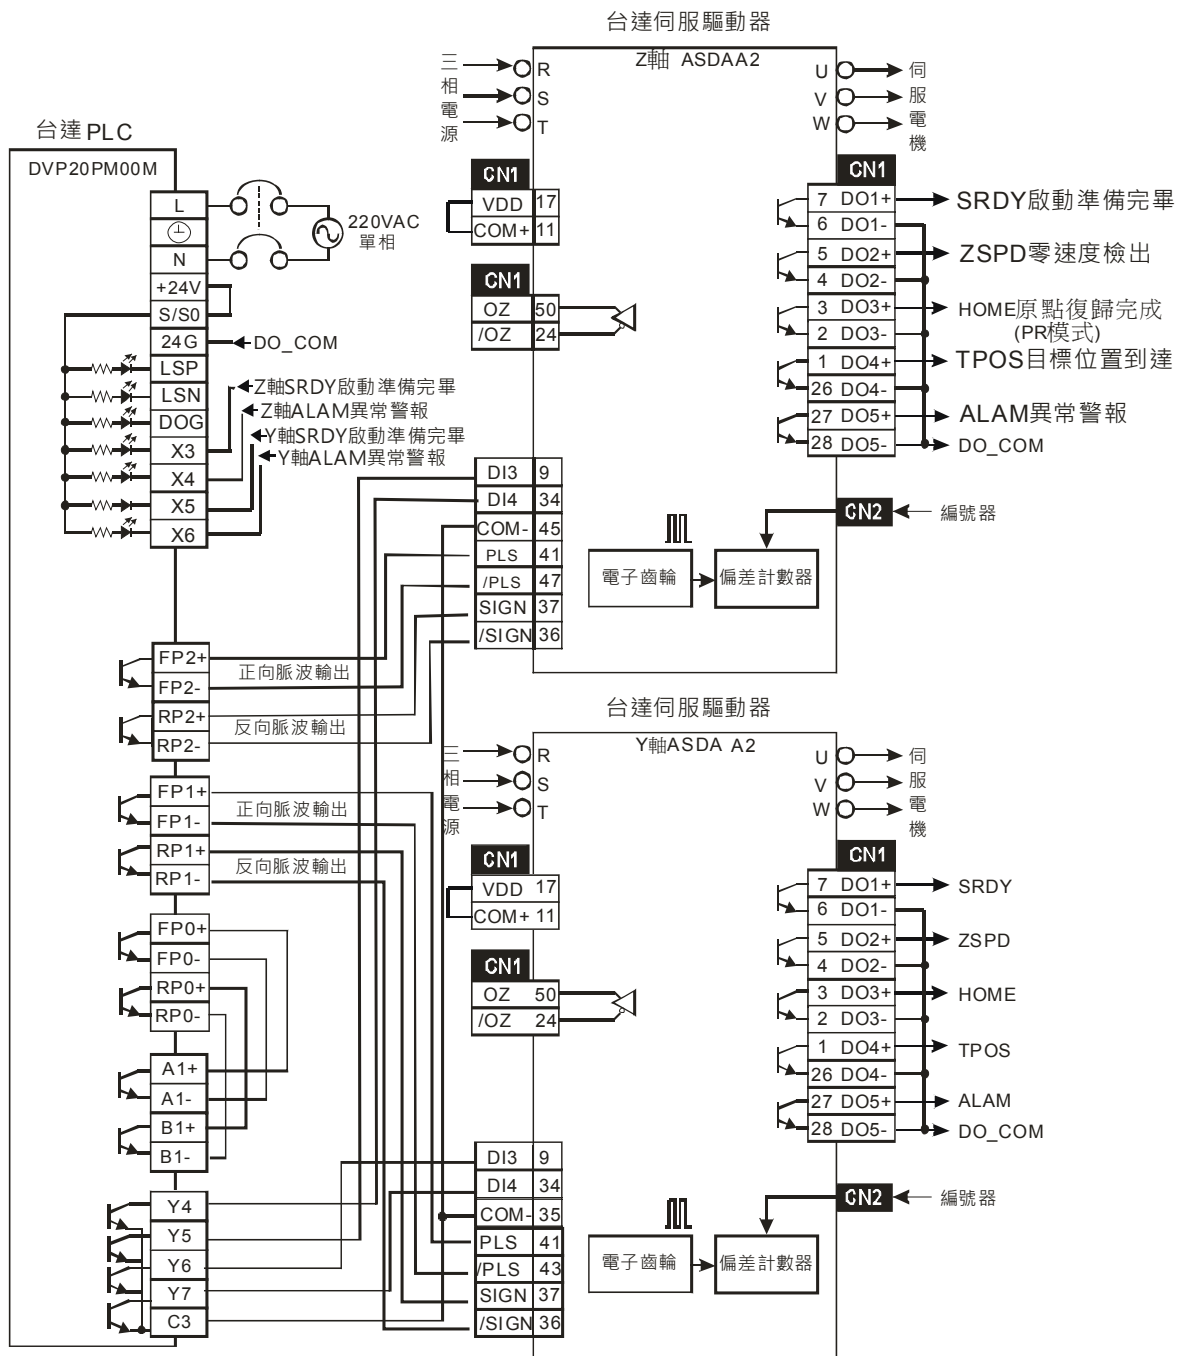 台達伺服驅動器
Z軸 ASDAA2
三相電源
R
S
T
U
V
W
伺服電機
台達PLC
DVP20PM00M
L
N
+24V
S/S0
24G
LSP
LSN
DOG
X3
X4
X5
X6
220VAC
單相
DO_COM
Z軸SRDY啟動準備完畢
Z軸ALAM異常警報
Y軸SRDY啟動準備完畢
Y軸ALAM異常警報
CN1
VDD 17
COM+ 11
CN1
OZ 50
/OZ 24
CN1
7 DO1+ SRDY啟動準備完畢
6 DO1-
5 DO2+ ZSPD零速度檢出
4 DO2-
3 DO3+ HOME原點復歸完成
(PR模式)
2 DO3-
1 DO4+ TPOS目標位置到達
26 DO4-
27 DO5+ ALAM異常警報
28 DO5- DO_COM
DI3 9
DI4 34
COM- 45
PLS 41
/PLS 47
SIGN 37
/SIGN 36
CN2 編號器
電子齒輪
偏差計數器
FP2+
正向脈波輸出
FP2-
RP2+
反向脈波輸出
RP2-
FP1+
正向脈波輸出
FP1-
RP1+
反向脈波輸出
RP1-
FP0+
FP0-
RP0+
RP0-
A1+
A1-
B1+
B1-
Y4
Y5
Y6
Y7
C3
台達伺服驅動器
Y軸ASDA A2
三相電源
R
S
T
U
V
W
伺服電機
CN1
VDD 17
COM+ 11
CN1
OZ 50
/OZ 24
CN1
7 DO1+ SRDY
6 DO1-
5 DO2+ ZSPD
4 DO2-
3 DO3+ HOME
2 DO3-
1 DO4+ TPOS
26 DO4-
27 DO5+ ALAM
28 DO5- DO_COM
DI3 9
DI4 34
COM- 35
PLS 41
/PLS 43
SIGN 37
/SIGN 36
CN2 編號器
電子齒輪
偏差計數器